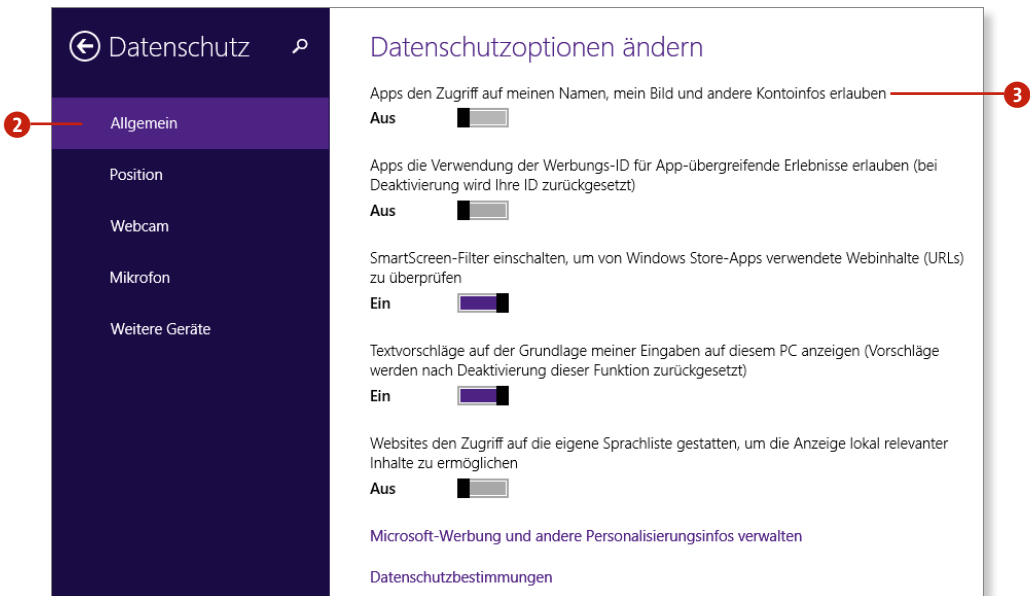 Datenschutz
Allgemein
Position
Webcam
Mikrofon
Weitere Geräte
2
Datenschutzoptionen ändern
Apps den Zugriff auf meinen Namen, mein Bild und andere Kontoinfos erlauben
3
Aus
Apps die Verwendung der Werbungs-ID für App-übergreifende Erlebnisse erlauben (bei
Deaktivierung wird Ihre ID zurückgesetzt)
Aus
SmartScreen-Filter einschalten, um von Windows Store-Apps verwendete Webinhalte (URLs)
zu überprüfen
Ein
Textvorschläge auf der Grundlage meiner Eingaben auf diesem PC anzeigen (Vorschläge
werden nach Deaktivierung dieser Funktion zurückgesetzt)
Ein
Websites den Zugriff auf die eigene Sprachliste gestatten, um die Anzeige lokal relevanter
Inhalte zu ermöglichen
Aus
Microsoft-Werbung und andere Personalisierungsinfos verwalten
Datenschutzbestimmungen